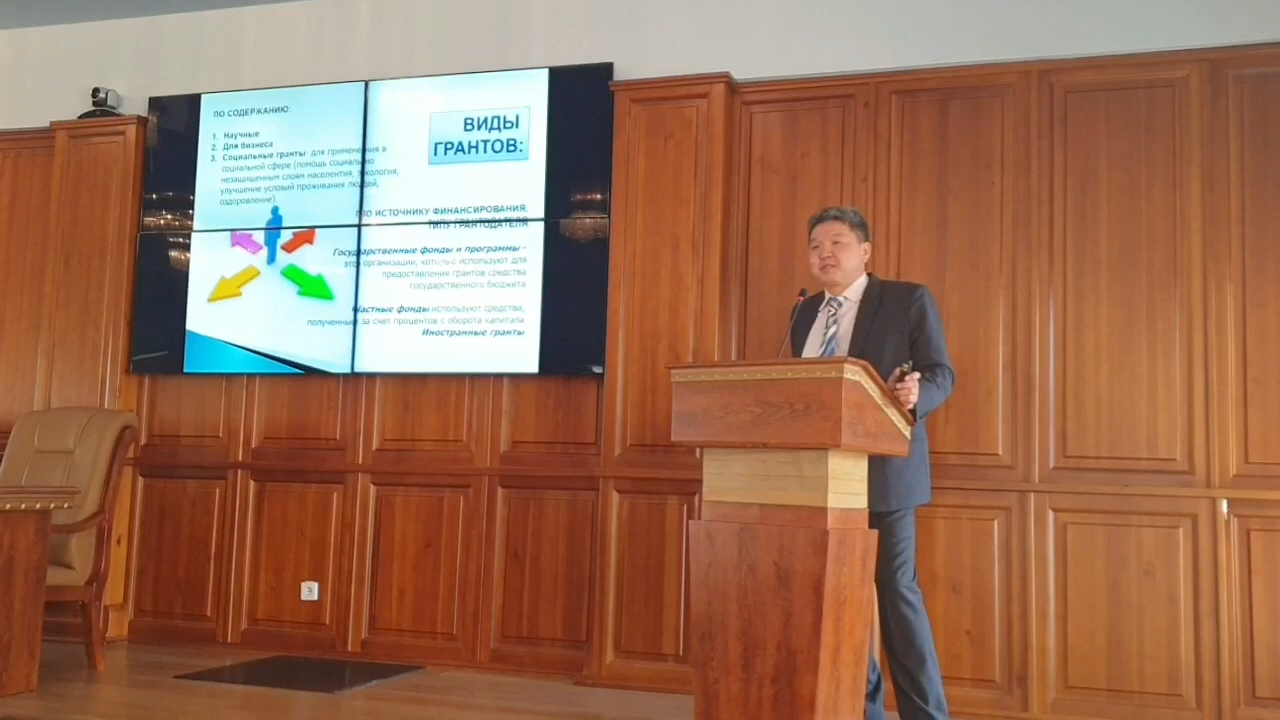 ПО СОДЕРЖАНИЮ:
1. Научные
2. Для бизнеса
3. Социальные гранты- для применения в
социальной сфере (помощь социально
незащищенным слоям населентия, экология,
улучшение условий проживания людей,
оздоровление).
ВИДЫ
ГРАНТОВ:
ПО ИСТОЧНИКУ ФИНАНСИРОВАНИЯ,
ТИПУ ГРАНТОДАТЕЛЯ
Государственные фонды и программы –
это организации, которые используют для
предоставления грантов средства
государственного бюджета
Частные фонды используют средства,
полученные за счет процентов с оборота капитала
Иностранные гранты